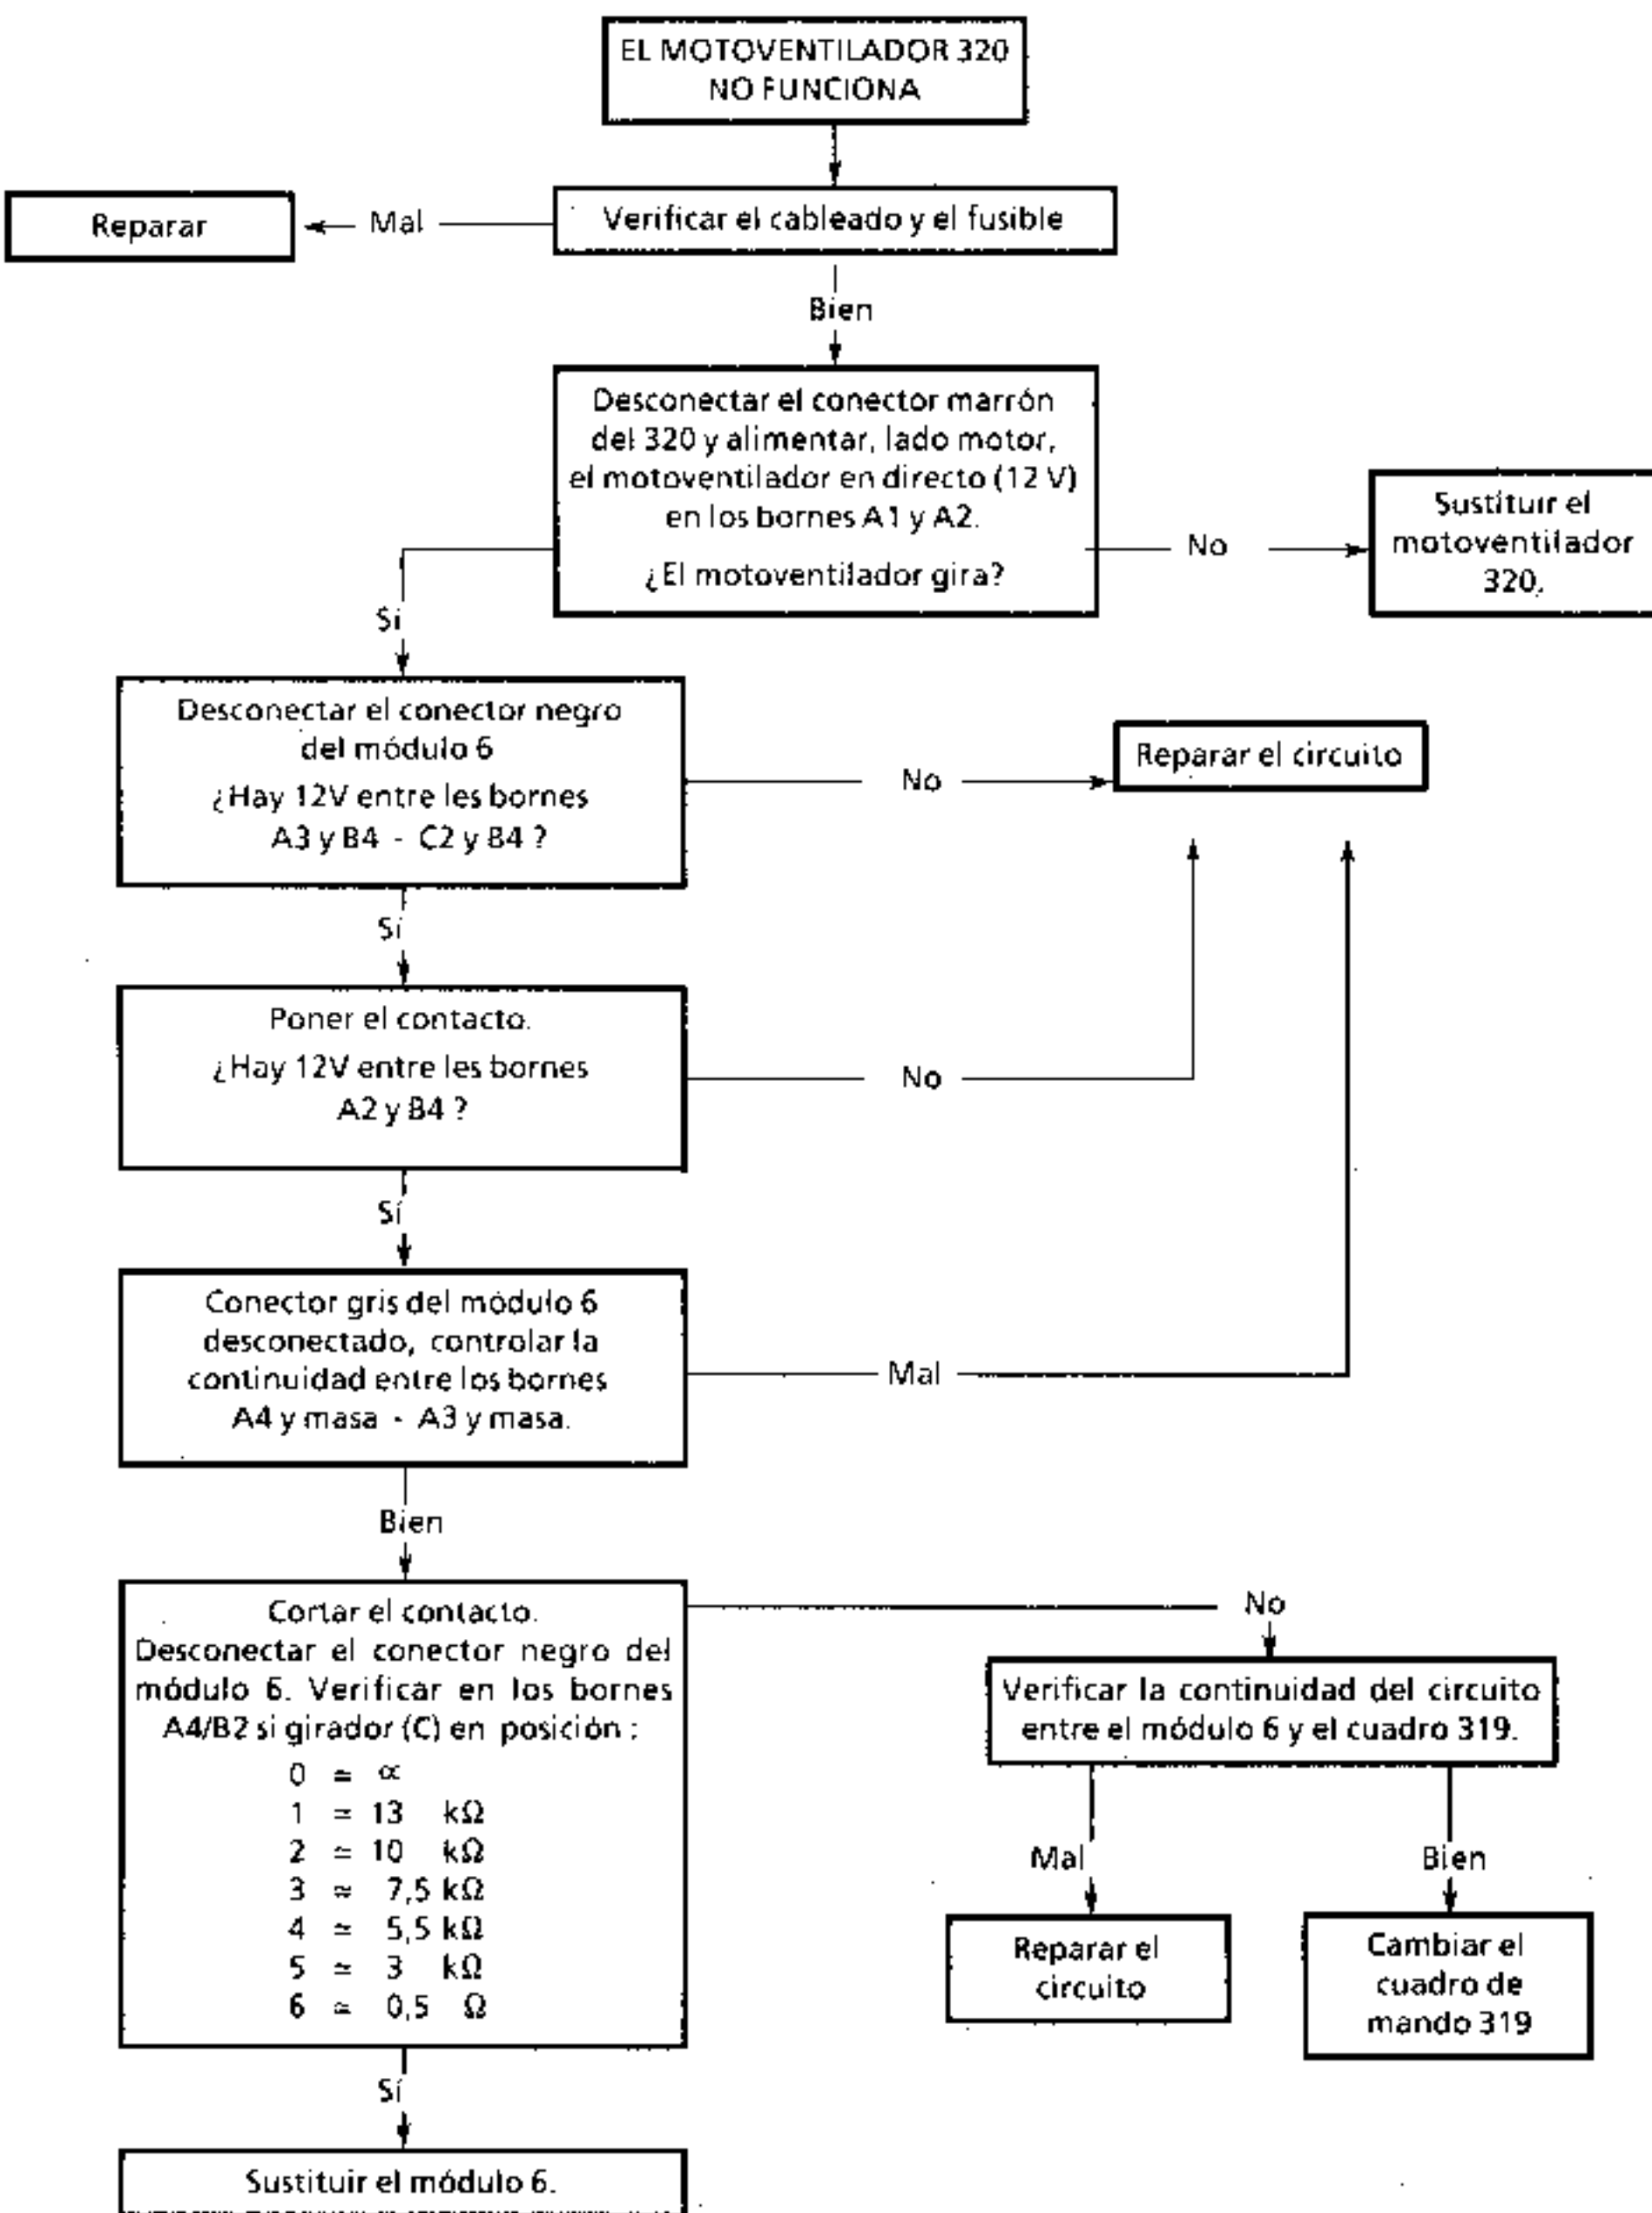 EL MOTOVENTILADOR 320
NO FUNCIONA
Reparar
Mal
Verificar el cableado y el fusible
Bien
Desconectar el conector marrón
del 320 y alimentar, lado motor,
el motoventilador en directo (12 V)
en los bornes A1 y A2.
¿El motoventilador gira?
No
Sustituir el
motoventilador
320.
Sí
Desconectar el conector negro
del módulo 6
¿Hay 12V entre les bornes
A3 y B4 - C2 y B4 ?
No
Reparar el circuito
Sí
Poner el contacto.
¿Hay 12V entre les bornes
A2 y B4 ?
No
Sí
Conector gris del módulo 6
desconectado, controlar la
continuidad entre los bornes
A4 y masa - A3 y masa.
Mal
Bien
Cortar el contacto.
Desconectar el conector negro del
módulo 6. Verificar en los bornes
A4/B2 si girador (C) en posición :
0 ≃ ∝
1 ≃ 13 kΩ
2 ≃ 10 kΩ
3 ≃ 7,5 kΩ
4 ≃ 5,5 kΩ
5 ≃ 3 kΩ
6 ≃ 0,5 Ω
No
Verificar la continuidad del circuito
entre el módulo 6 y el cuadro 319.
Mal
Bien
Reparar el
circuito
Cambiar el
cuadro de
mando 319
Sí
Sustituir el módulo 6.